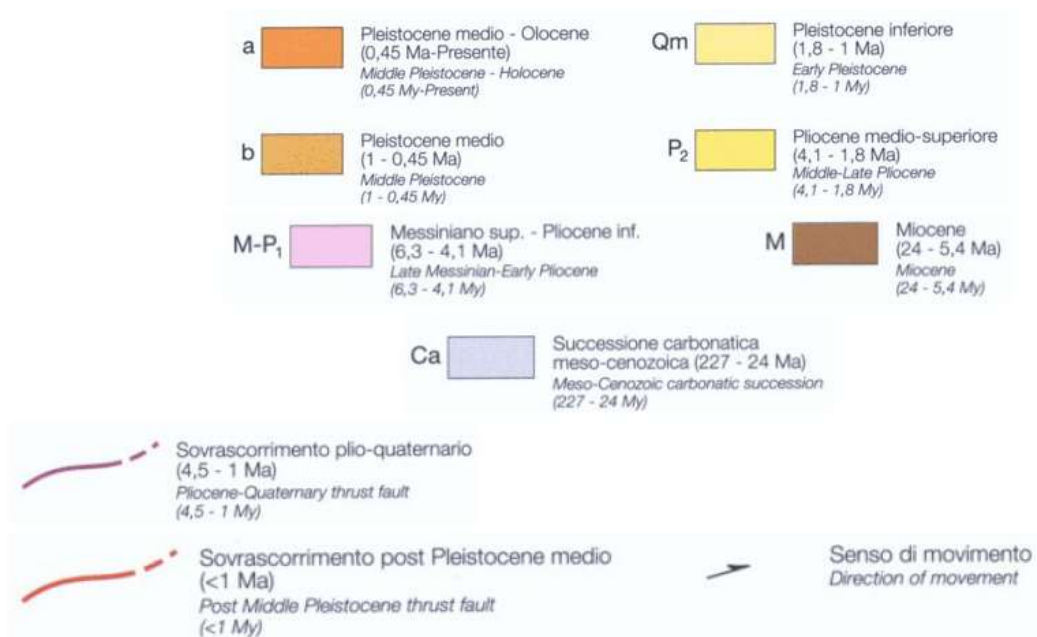 a
Pleistocene medio - Olocene
(0,45 Ma-Presente)
Middle Pleistocene - Holocene
(0,45 My-Present)
Qm
Pleistocene inferiore
(1,8 - 1 Ma)
Early Pleistocene
(1,8 - 1 My)
b
Pleistocene medio
(1 - 0,45 Ma)
Middle Pleistocene
(1 - 0,45 My)
P2
Pliocene medio-superiore
(4,1 - 1,8 Ma)
Middle-Late Pliocene
(4,1 - 1,8 My)
M-P1
Messiniano sup. - Pliocene inf.
(6,3 - 4,1 Ma)
Late Messinian-Early Pliocene
(6,3 - 4,1 My)
M
Miocene
(24 - 5,4 Ma)
Miocene
(24 - 5,4 My)
Ca
Successione carbonatica
meso-cenozoica (227 - 24 Ma)
Meso-Cenozoic carbonatic succession
(227 - 24 My)
Sovrascorrimento plio-quaternario
(4,5 - 1 Ma)
Pliocene-Quaternary thrust fault
(4,5 - 1 My)
Sovrascorrimento post Pleistocene medio
(<1 Ma)
Post Middle Pleistocene thrust fault
(<1 My)
Senso di movimento
Direction of movement